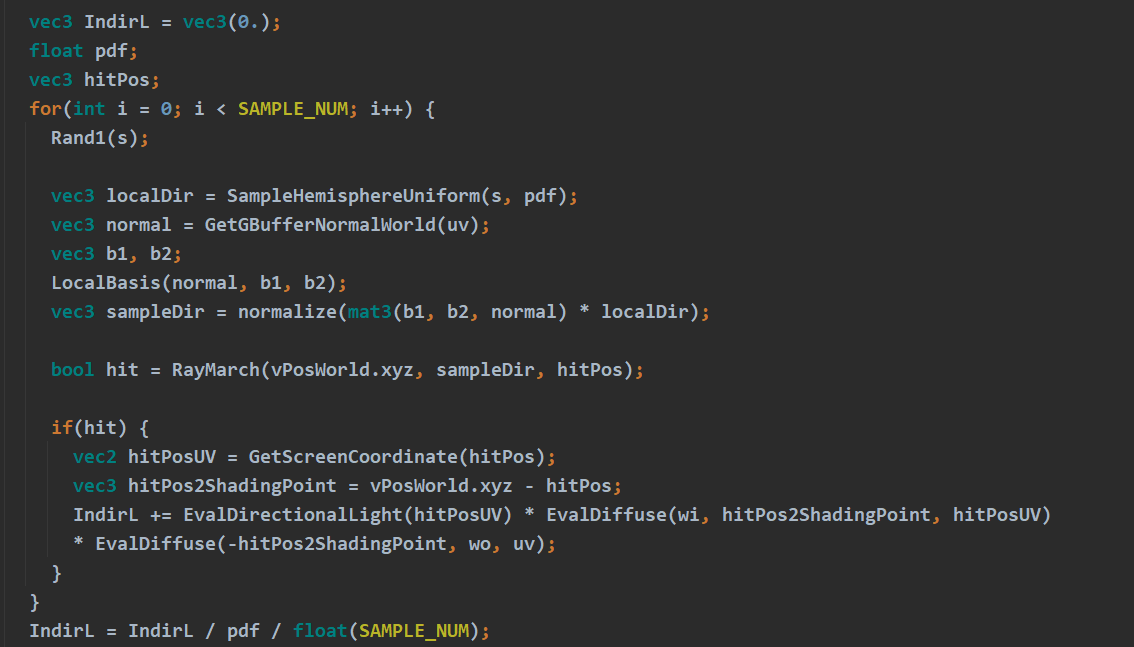 vec3 IndirL = vec3(0.);
float pdf;
vec3 hitPos;
for(int i = 0; i < SAMPLE_NUM; i++) {
Rand1(s);
vec3 localDir = SampleHemisphereUniform(s, pdf);
vec3 normal = GetGBufferNormalWorld(uv);
vec3 b1, b2;
LocalBasis(normal, b1, b2);
vec3 sampleDir = normalize(mat3(b1, b2, normal) * localDir);
bool hit = RayMarch(vPosWorld.xyz, sampleDir, hitPos);
if(hit) {
vec2 hitPosUV = GetScreenCoordinate(hitPos);
vec3 hitPos2ShadingPoint = vPosWorld.xyz - hitPos;
IndirL += EvalDirectionalLight(hitPosUV) * EvalDiffuse(wi, hitPos2ShadingPoint, hitPosUV)
* EvalDiffuse(-hitPos2ShadingPoint, wo, uv);
}
}
IndirL = IndirL / pdf / float(SAMPLE_NUM);